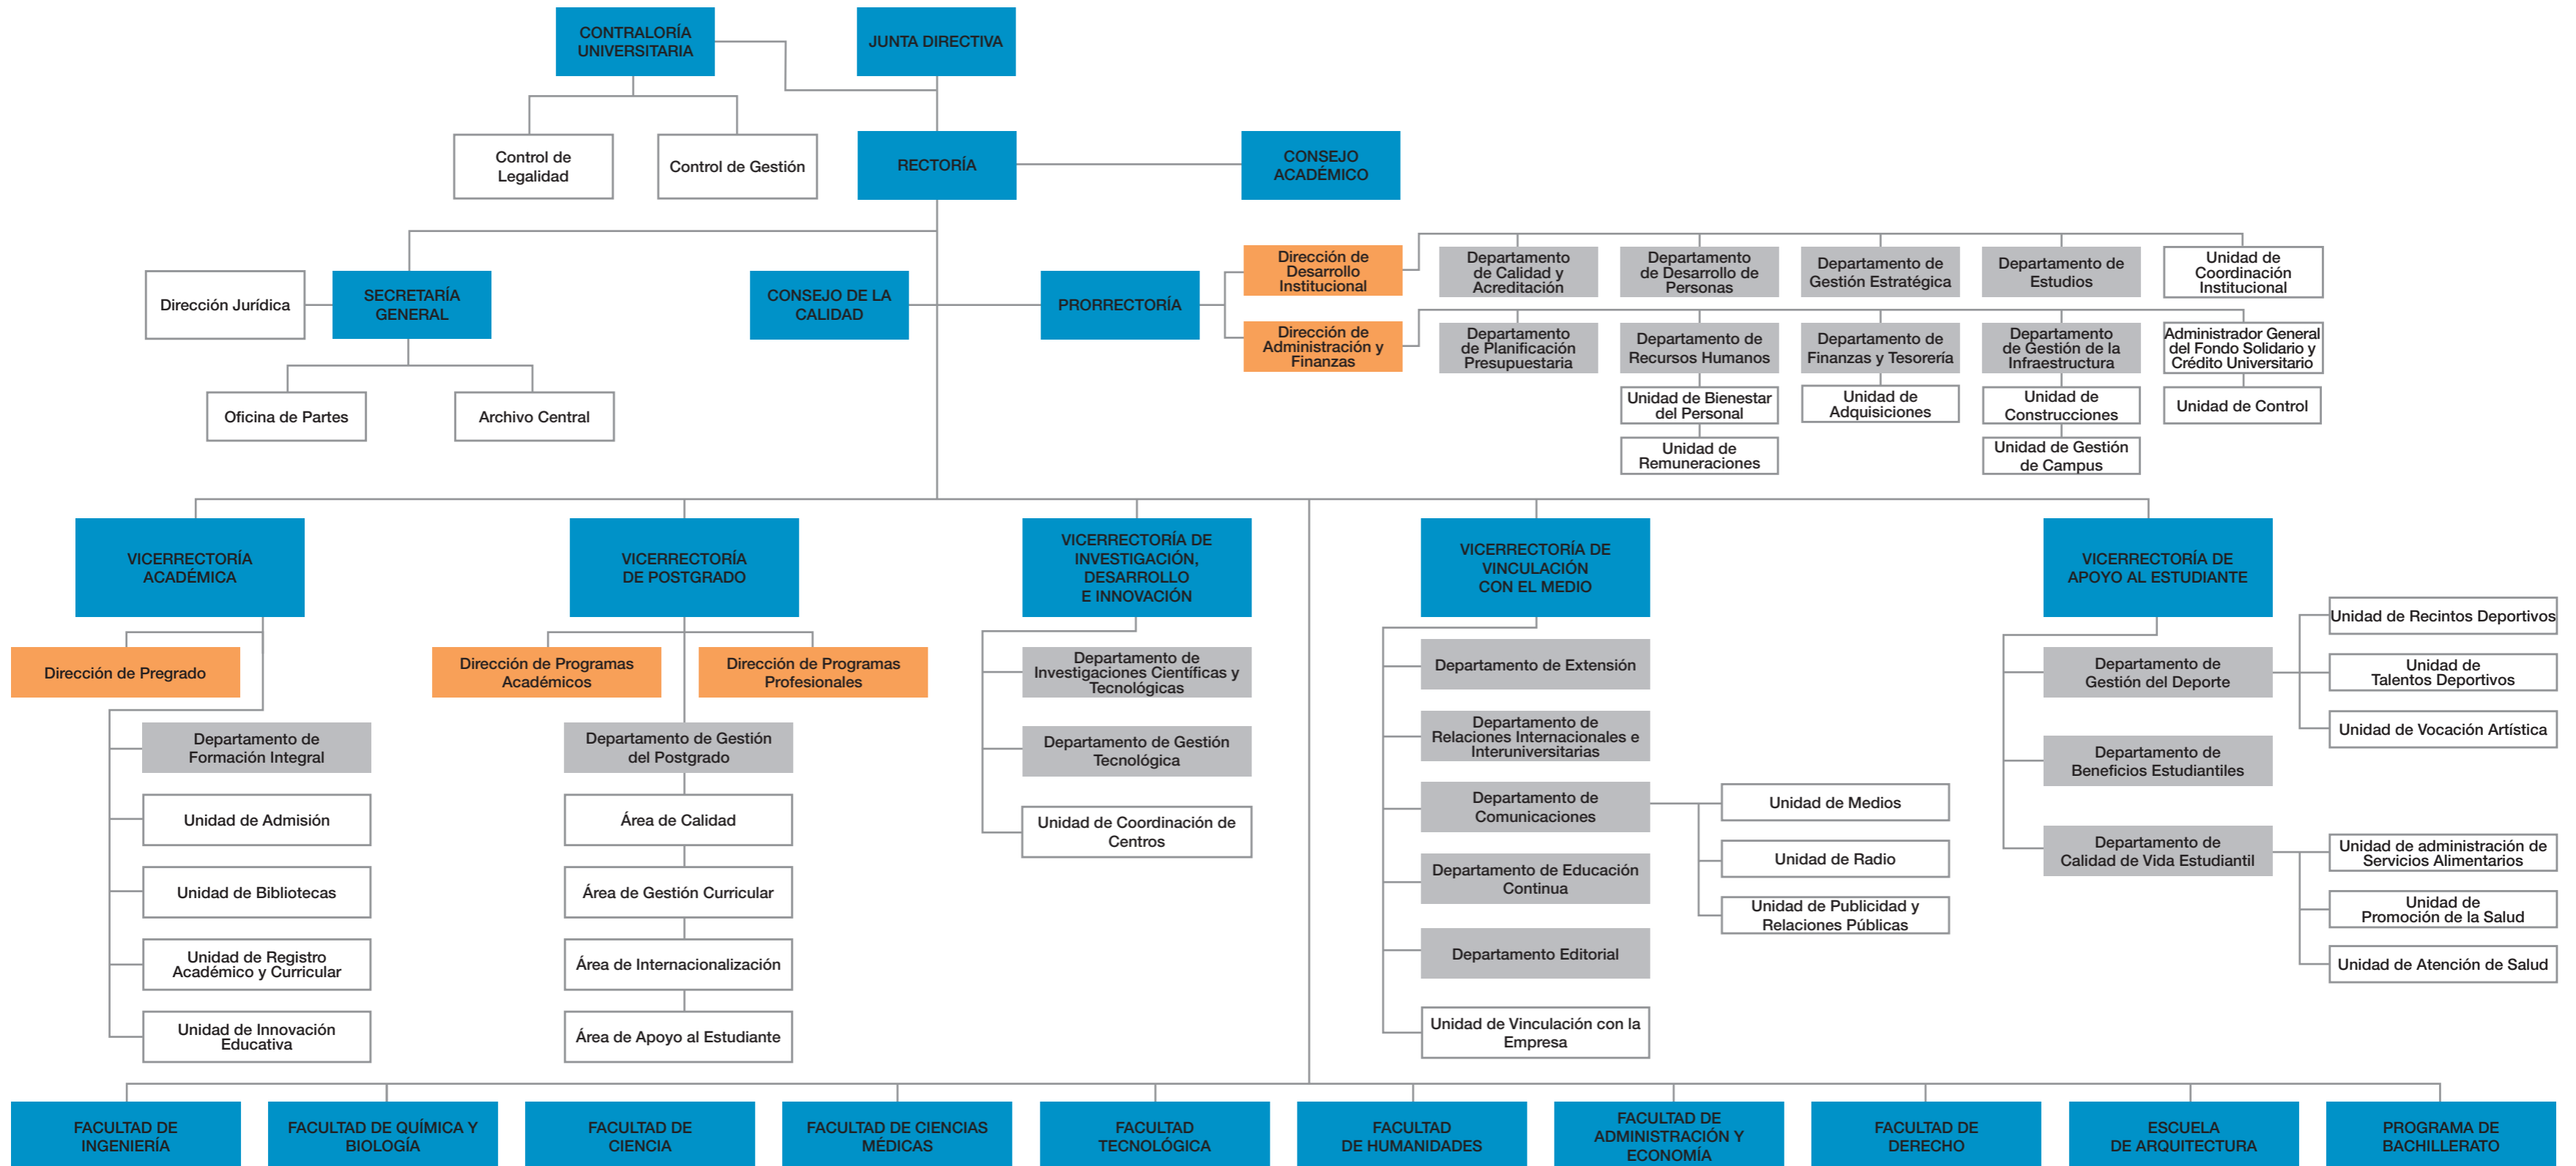 CONTRALORÍA
UNIVERSITARIA
JUNTA DIRECTIVA
Control de
Legalidad
Control de Gestión
RECTORÍA
CONSEJO
ACADÉMICO
Dirección Jurídica
SECRETARÍA
GENERAL
CONSEJO DE LA
CALIDAD
PRORRECTORÍA
Dirección de
Desarrollo
Institucional
Departamento
de Calidad y
Acreditación
Departamento
de Desarrollo de
Personas
Departamento de
Gestión Estratégica
Departamento de
Estudios
Unidad de
Coordinación
Institucional
Dirección de
Administración y
Finanzas
Departamento
de Planificación
Presupuestaria
Departamento de
Recursos Humanos
Departamento de
Finanzas y Tesorería
Departamento
de Gestión de la
Infraestructura
Administrador General
del Fondo Solidario y
Crédito Universitario
Oficina de Partes
Archivo Central
Unidad de Bienestar
del Personal
Unidad de
Adquisiciones
Unidad de
Construcciones
Unidad de Control
Unidad de
Remuneraciones
Unidad de Gestión
de Campus
VICERRECTORÍA
ACADÉMICA
VICERRECTORÍA
DE POSTGRADO
VICERRECTORÍA DE
INVESTIGACIÓN,
DESARROLLO
E INNOVACIÓN
VICERRECTORÍA DE
VINCULACIÓN
CON EL MEDIO
VICERRECTORÍA DE
APOYO AL ESTUDIANTE
Dirección de Pregrado
Departamento de
Formación Integral
Unidad de Admisión
Unidad de Bibliotecas
Unidad de Registro
Académico y Curricular
Unidad de Innovación
Educativa
Dirección de Programas
Académicos
Dirección de Programas
Profesionales
Departamento de Gestión
del Postgrado
Área de Calidad
Área de Gestión Curricular
Área de Internacionalización
Área de Apoyo al Estudiante
Departamento de
Investigaciones Científicas y
Tecnológicas
Departamento de Gestión
Tecnológica
Unidad de Coordinación de
Centros
Departamento de Extensión
Departamento de
Relaciones Internacionales e
Interuniversitarias
Departamento de
Comunicaciones
Departamento de Educación
Continua
Departamento Editorial
Unidad de Vinculación con la
Empresa
Unidad de Medios
Unidad de Radio
Unidad de Publicidad y
Relaciones Públicas
Departamento de
Gestión del Deporte
Departamento de
Beneficios Estudiantiles
Departamento de
Calidad de Vida Estudiantil
Unidad de Recintos Deportivos
Unidad de
Talentos Deportivos
Unidad de Vocación Artística
Unidad de administración de
Servicios Alimentarios
Unidad de
Promoción de la Salud
Unidad de Atención de Salud
FACULTAD DE
INGENIERÍA
FACULTAD DE QUÍMICA Y
BIOLOGÍA
FACULTAD DE
CIENCIA
FACULTAD DE CIENCIAS
MÉDICAS
FACULTAD
TECNOLÓGICA
FACULTAD
DE HUMANIDADES
FACULTAD DE
ADMINISTRACIÓN Y
ECONOMÍA
FACULTAD DE
DERECHO
ESCUELA
DE ARQUITECTURA
PROGRAMA DE
BACHILLERATO